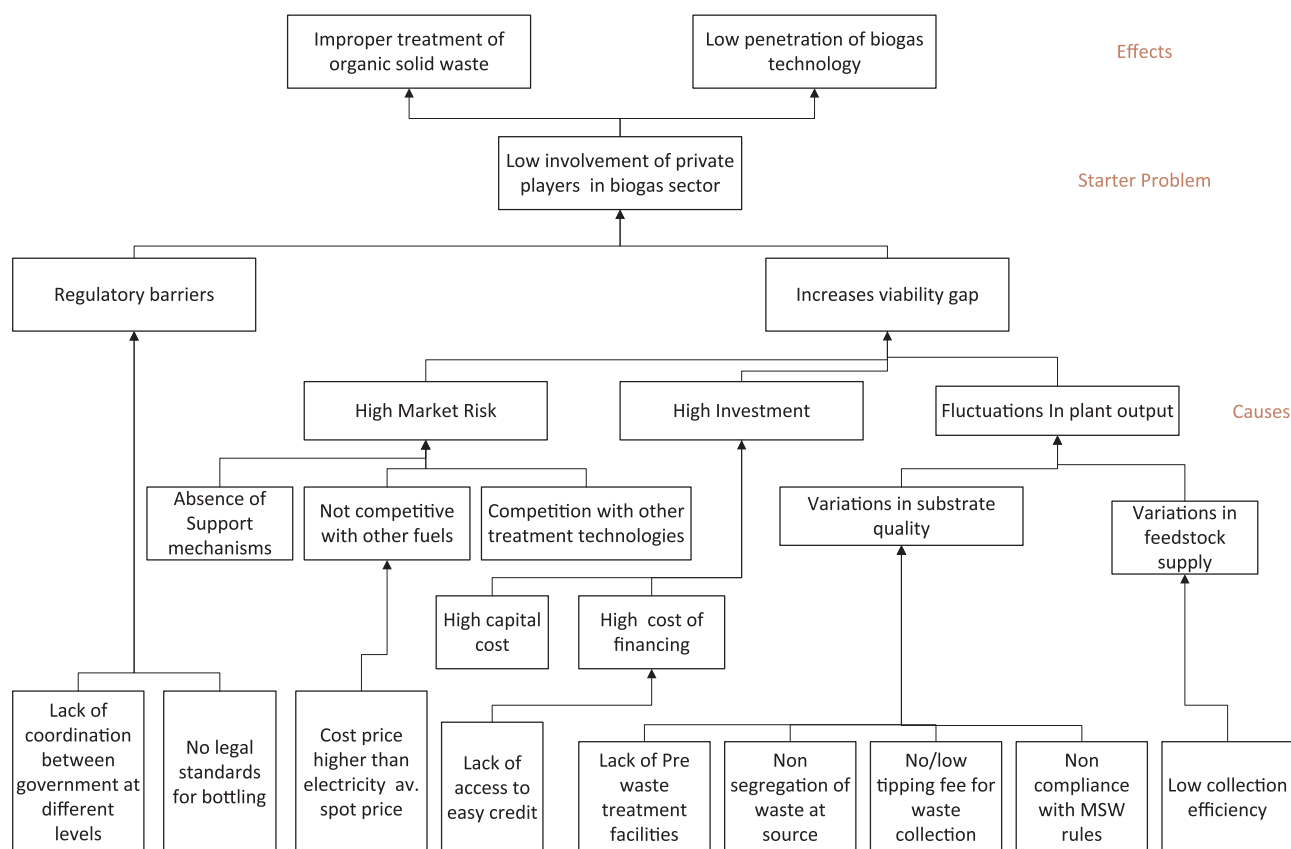 Improper treatment of
organic solid waste
Low penetration of biogas
technology
Effects
Low involvement of private
players in biogas sector
Starter Problem
Regulatory barriers
Increases viability gap
High Market Risk
High Investment
Fluctuations In plant output
Causes
Absence of
Support
mechanisms
Not competitive
with other fuels
Competition with other
treatment technologies
Variations in substrate
quality
Variations in
feedstock
supply
High capital
cost
High cost of
financing
Lack of
coordination
between
government at
different
levels
No legal
standards
for bottling
Cost price
higher than
electricity av.
spot price
Lack of
access to
easy credit
Lack of Pre
waste
treatment
facilities
Non
segregation of
waste at
source
No/low
tipping fee for
waste
collection
Non
compliance
with MSW
rules
Low collection
efficiency